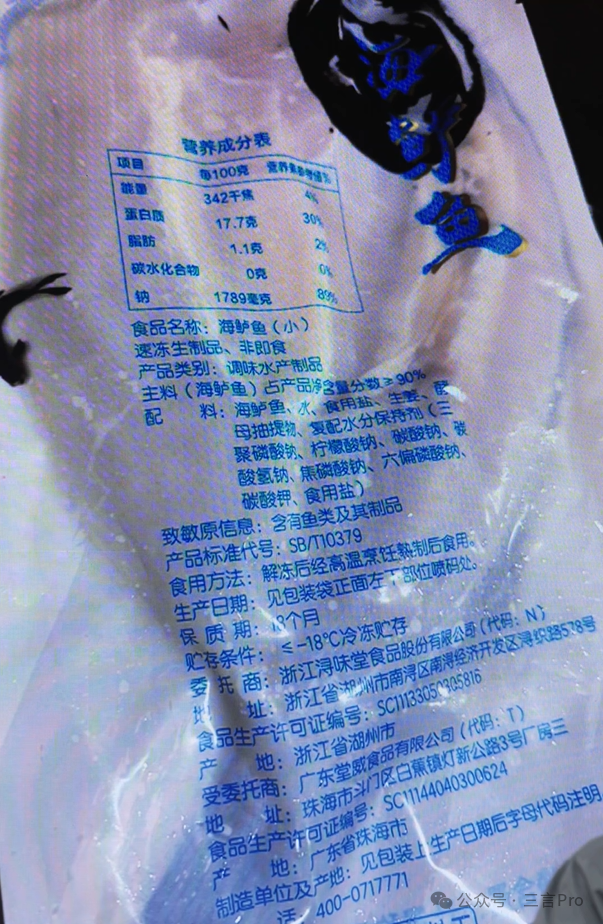 海鲈鱼
营养成分表
项目 每100克 营养素参考值%
能量 342千焦 4%
蛋白质 17.7克 30%
脂肪 1.1克 2%
碳水化合物 0克 0%
钠 1789毫克 89%
食品名称：海鲈鱼（小）
速冻生制品、非即食
产品类别：调味水产制品
主料（海鲈鱼）占产品净含量分数≥90%
配 料：海鲈鱼、水、食用盐、生姜、酵
母抽提物、复配水分保持剂（三
聚磷酸钠、柠檬酸钠、碳酸钠、碳
酸氢钠、焦磷酸钠、六偏磷酸钠、
碳酸钾、食用盐）
致敏原信息：含有鱼类及其制品
产品标准代号：SB/T10379
食用方法：解冻后经高温烹饪熟制后食用。
生产日期：见包装袋正面左下部位喷码处。
保 质 期：18个月
贮存条件：≤-18℃冷冻贮存
委 托 商：浙江浔味堂食品股份有限公司（代码：N）
地 址：浙江省湖州市南浔区南浔经济开发区浔织路578号
食品生产许可证编号：SC11133050305816
产 地：浙江省湖州市
受委托商：广东堂威食品有限公司（代码：T）
地 址：珠海市斗门区白蕉镇灯新公路3号厂房三
食品生产许可证编号：SC11144040300624
产 地：广东省珠海市
制造单位及产地：见包装上生产日期后字母代码注明
话 400-0717771
公众号·三言Pro